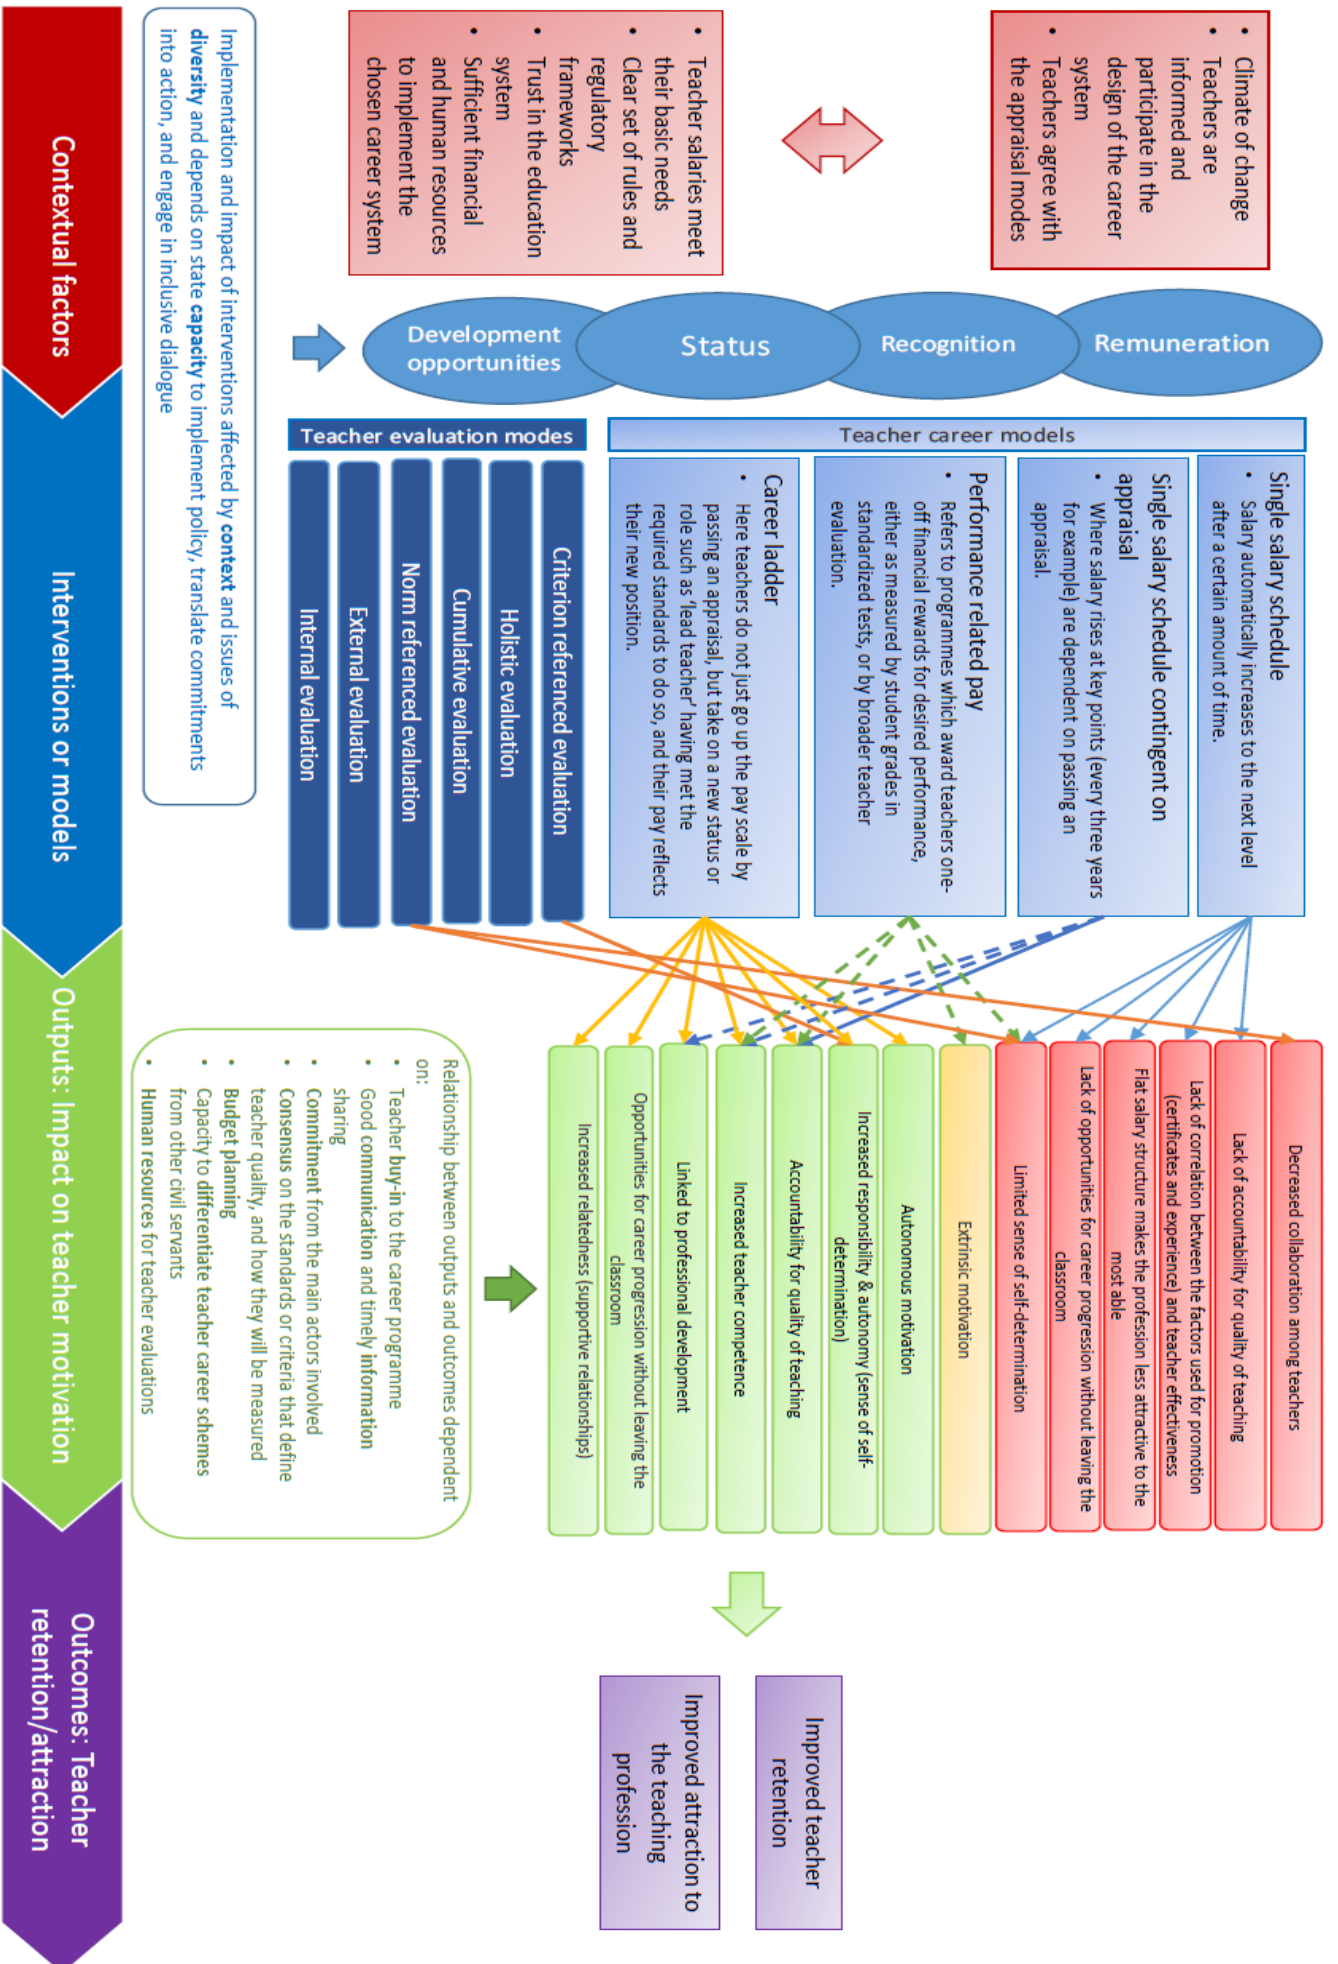 Climate of change
Teachers are
informed and
participate in the
design of the career
system
Teachers agree with
the appraisal modes
Teacher salaries meet
their basic needs
Clear set of rules and
regulatory
frameworks
Trust in the education
system
Sufficient financial
and human resources
to implement the
chosen career system
Implementation and impact of interventions affected by context and issues of
diversity and depends on state capacity to implement policy, translate commitments
into action, and engage in inclusive dialogue
Contextual factors
Remuneration
Recognition
Status
Development
opportunities
Teacher career models
Single salary schedule
Salary automatically increases to the next level
after a certain amount of time.
Single salary schedule contingent on
appraisal
Where salary rises at key points (every three years
for example) are dependent on passing an
appraisal.
Performance related pay
Refers to programmes which award teachers one-
off financial rewards for desired performance,
either as measured by student grades in
standardized tests, or by broader teacher
evaluation.
Career ladder
Here teachers do not just go up the pay scale by
passing an appraisal, but take on a new status or
role such as 'lead teacher' having met the
required standards to do so, and their pay reflects
their new position.
Teacher evaluation modes
Criterion referenced evaluation
Holistic evaluation
Cumulative evaluation
Norm referenced evaluation
External evaluation
Internal evaluation
Interventions or models
Decreased collaboration among teachers
Lack of accountability for quality of teaching
Lack of correlation between the factors used for promotion
(certificates and experience) and teacher effectiveness
Flat salary structure makes the profession less attractive to the
most able
Lack of opportunities for career progression without leaving the
classroom
Limited sense of self-determination
Extrinsic motivation
Autonomous motivation
Increased responsibility & autonomy (sense of self-
determination)
Accountability for quality of teaching
Increased teacher competence
Linked to professional development
Opportunities for career progression without leaving the
classroom
Increased relatedness (supportive relationships)
Relationship between outputs and outcomes dependent
on:
Teacher buy-in to the career programme
Good communication and timely information
sharing
Commitment from the main actors involved
Consensus on the standards or criteria that define
teacher quality, and how they will be measured
Budget planning
Capacity to differentiate teacher career schemes
from other civil servants
Human resources for teacher evaluations
Outputs: Impact on teacher motivation
Improved teacher
retention
Improved attraction to
the teaching
profession
Outcomes: Teacher
retention/attraction